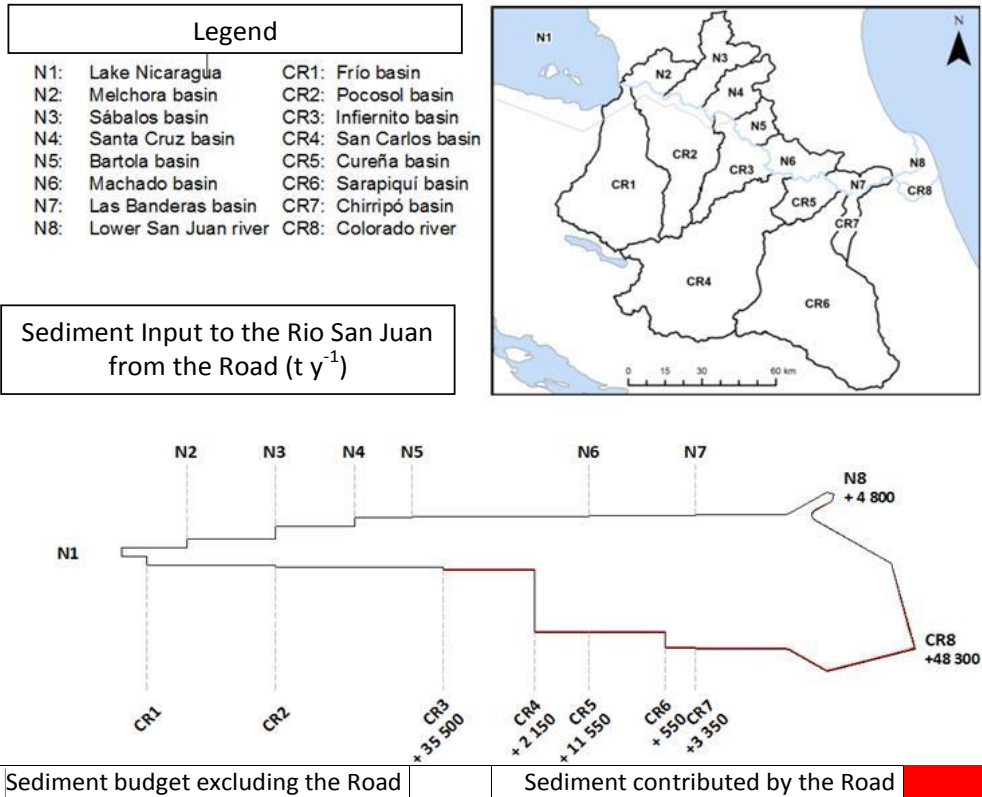 Legend
N1: Lake Nicaragua CR1: Frío basin
N2: Melchora basin CR2: Pocosol basin
N3: Sábalos basin CR3: Infiernito basin
N4: Santa Cruz basin CR4: San Carlos basin
N5: Bartola basin CR5: Cureña basin
N6: Machado basin CR6: Sarapiquí basin
N7: Las Banderas basin CR7: Chirripó basin
N8: Lower San Juan river CR8: Colorado river
N
N1
N3
N2
N4
N5
CR2
N6
N8
CR3
CR1
N7
CR8
CR5
CR7
CR4
CR6
0 15 30 60 km
Sediment Input to the Rio San Juan
from the Road (t y-1)
N2 N3 N4 N5 N6 N7
N8
+ 4 800
N1
CR8
+48 300
CR1
CR2
CR3
+ 35 500
CR4
+ 2 150
CR5
+ 11 550
CR6
+ 550
CR7
+3 350
Sediment budget excluding the Road
Sediment contributed by the Road